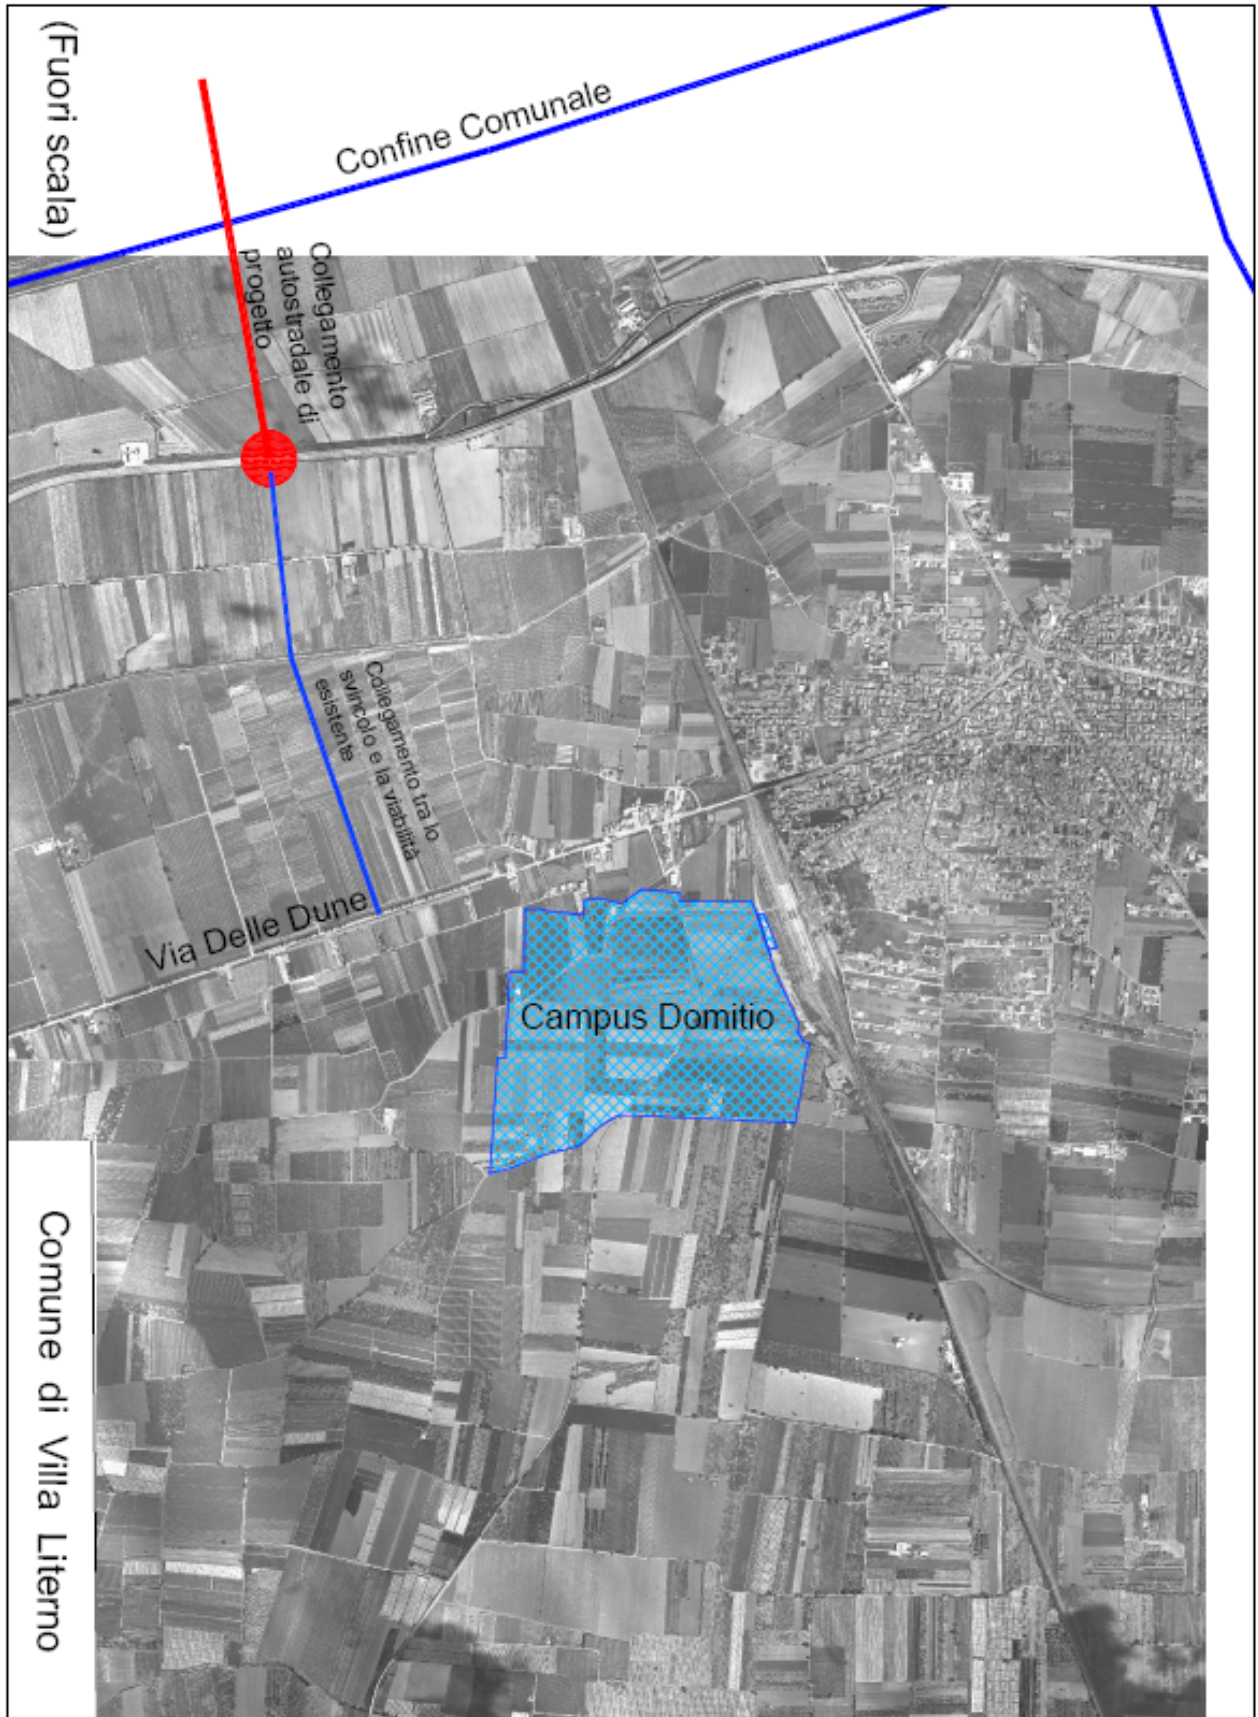 (Fuori scala)
Confine Comunale
Collegamento
autostradale di
progetto
Collegamento tra lo
svincolo e la viabilità
esistente
Via Delle Dune
Campus Domitio
Comune di Villa Literno